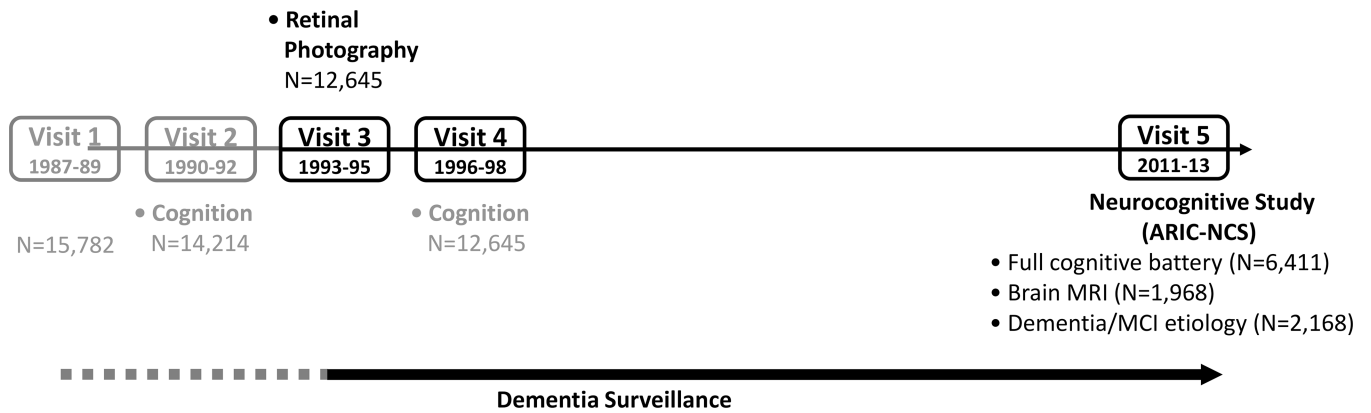 • Retinal
Photography
N=12,645
Visit 1
1987-89
Visit 2
1990-92
Visit 3
1993-95
Visit 4
1996-98
Visit 5
2011-13
N=15,782
• Cognition
N=14,214
• Cognition
N=12,645
Neurocognitive Study
(ARIC-NCS)
• Full cognitive battery (N=6,411)
• Brain MRI (N=1,968)
• Dementia/MCI etiology (N=2,168)
Dementia Surveillance